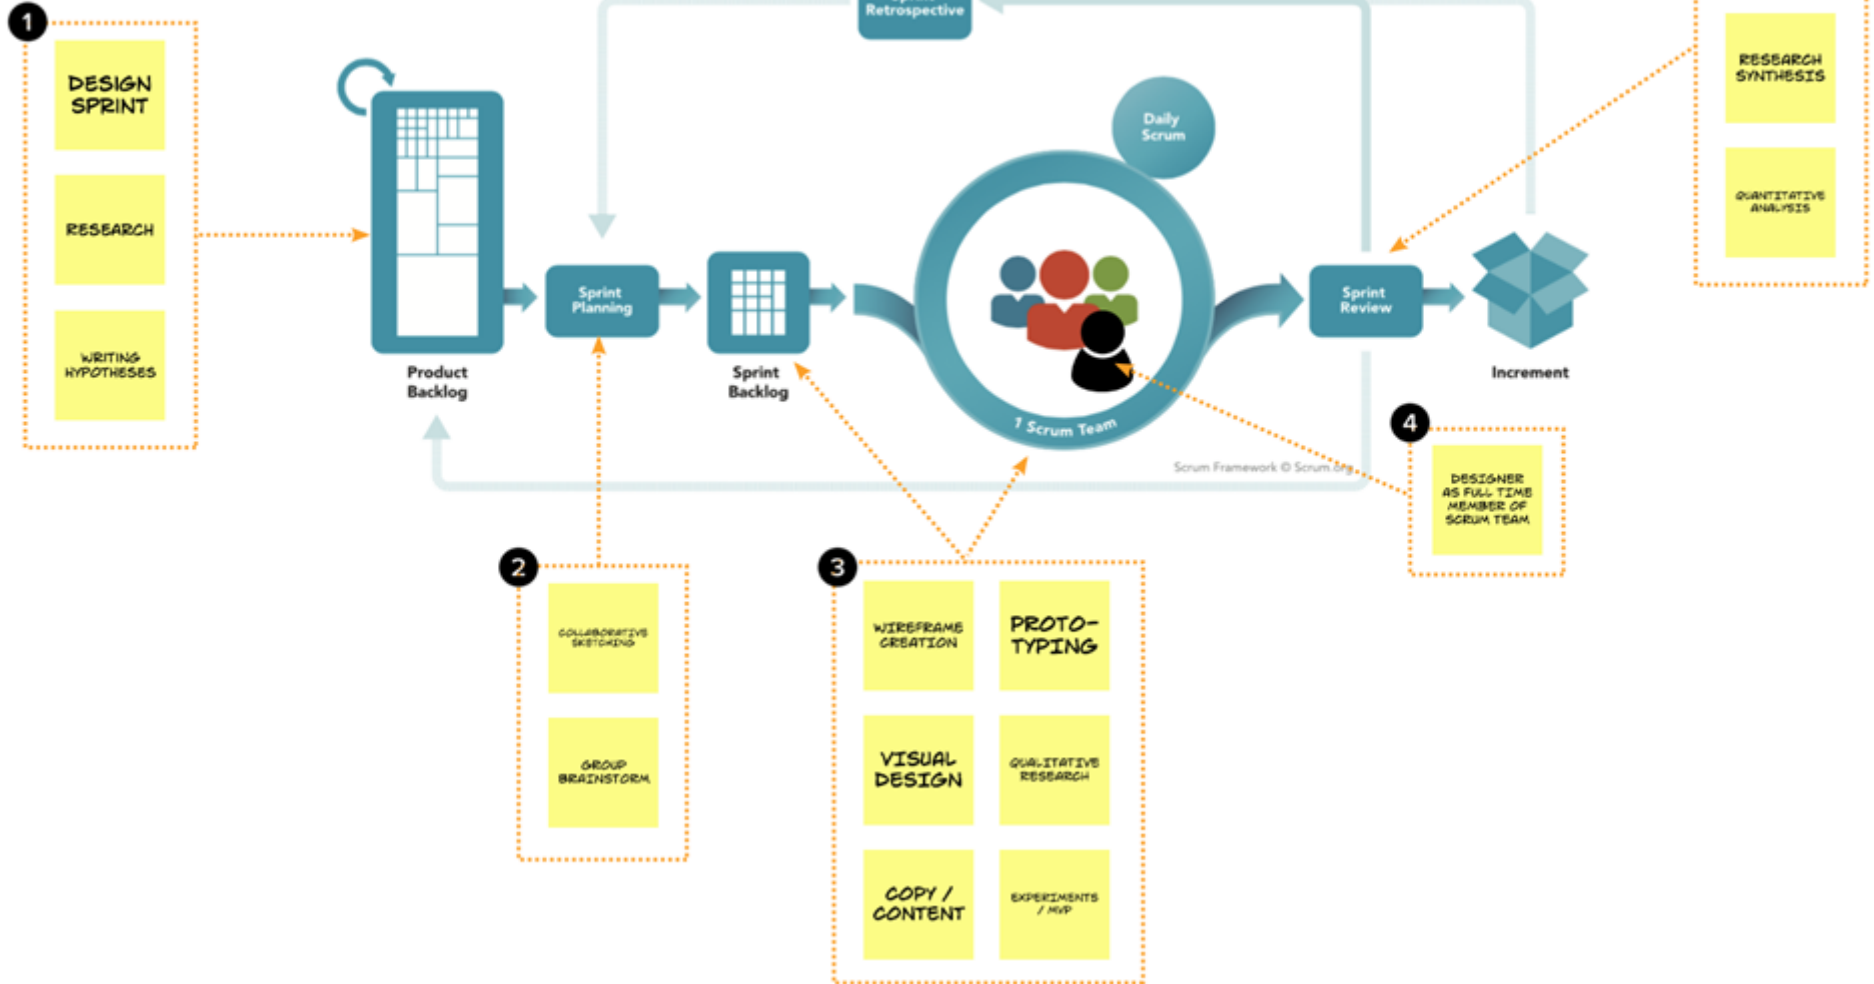 1
DESIGN
SPRINT
RESEARCH
WRITING
HYPOTHESES
Retrospective
Daily
Scrum
Product
Backlog
Sprint
Planning
Sprint
Backlog
1 Scrum Team
Sprint
Review
Increment
Scrum Framework © Scrum.org
RESEARCH
SYNTHESIS
QUANTITATIVE
ANALYSIS
2
COLLABORATIVE
SKETCHING
GROUP
BRAINSTORM
3
WIREFRAME
CREATION
PROTO-
TYPING
VISUAL
DESIGN
QUALITATIVE
RESEARCH
COPY /
CONTENT
EXPERIMENTS
/ MVP
4
DESIGNER
AS FULL TIME
MEMBER OF
SCRUM TEAM